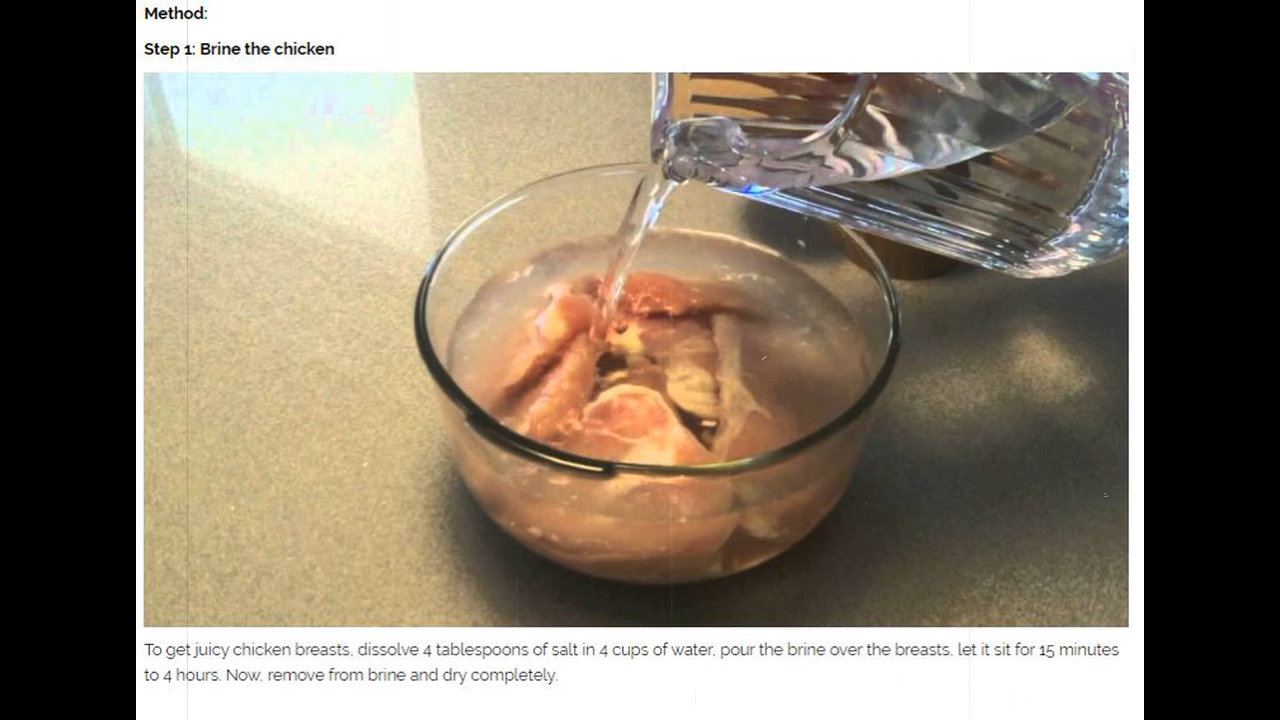 Method:
Step 1: Brine the chicken
To get juicy chicken breasts, dissolve 4 tablespoons of salt in 4 cups of water, pour the brine over the breasts, let it sit for 15 minutes
to 4 hours. Now, remove from brine and dry completely.